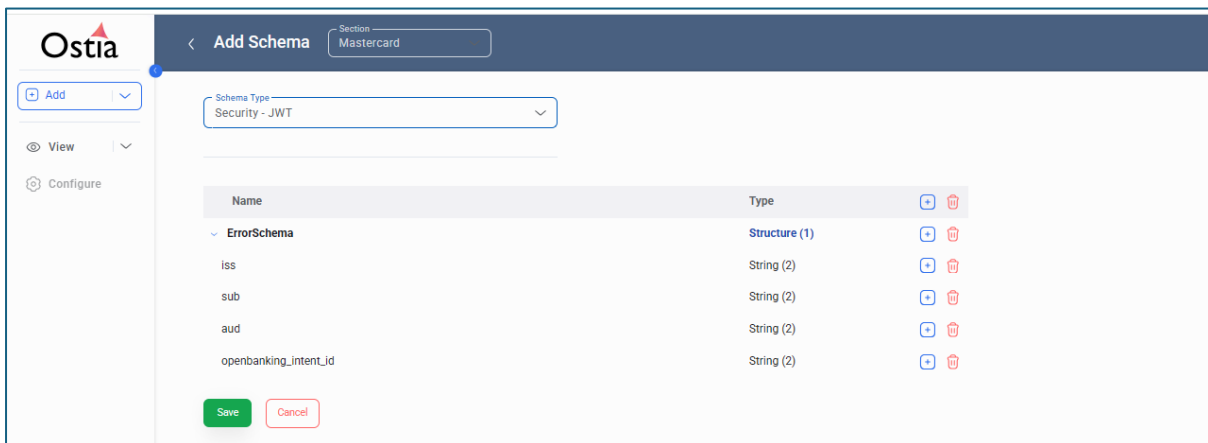 Ostia
Add Schema
Section
Mastercard
Add
View
Configure
Schema Type
Security - JWT
Name Type
ErrorSchema Structure (1)
iss String (2)
sub String (2)
aud String (2)
openbanking_intent_id String (2)
Save Cancel